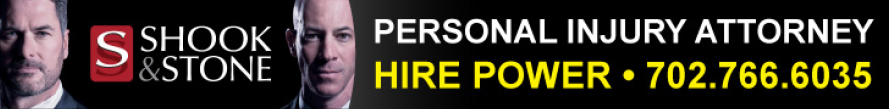 S SHOOK
&STONE
PERSONAL INJURY ATTORNEY
HIRE POWER • 702.766.6035